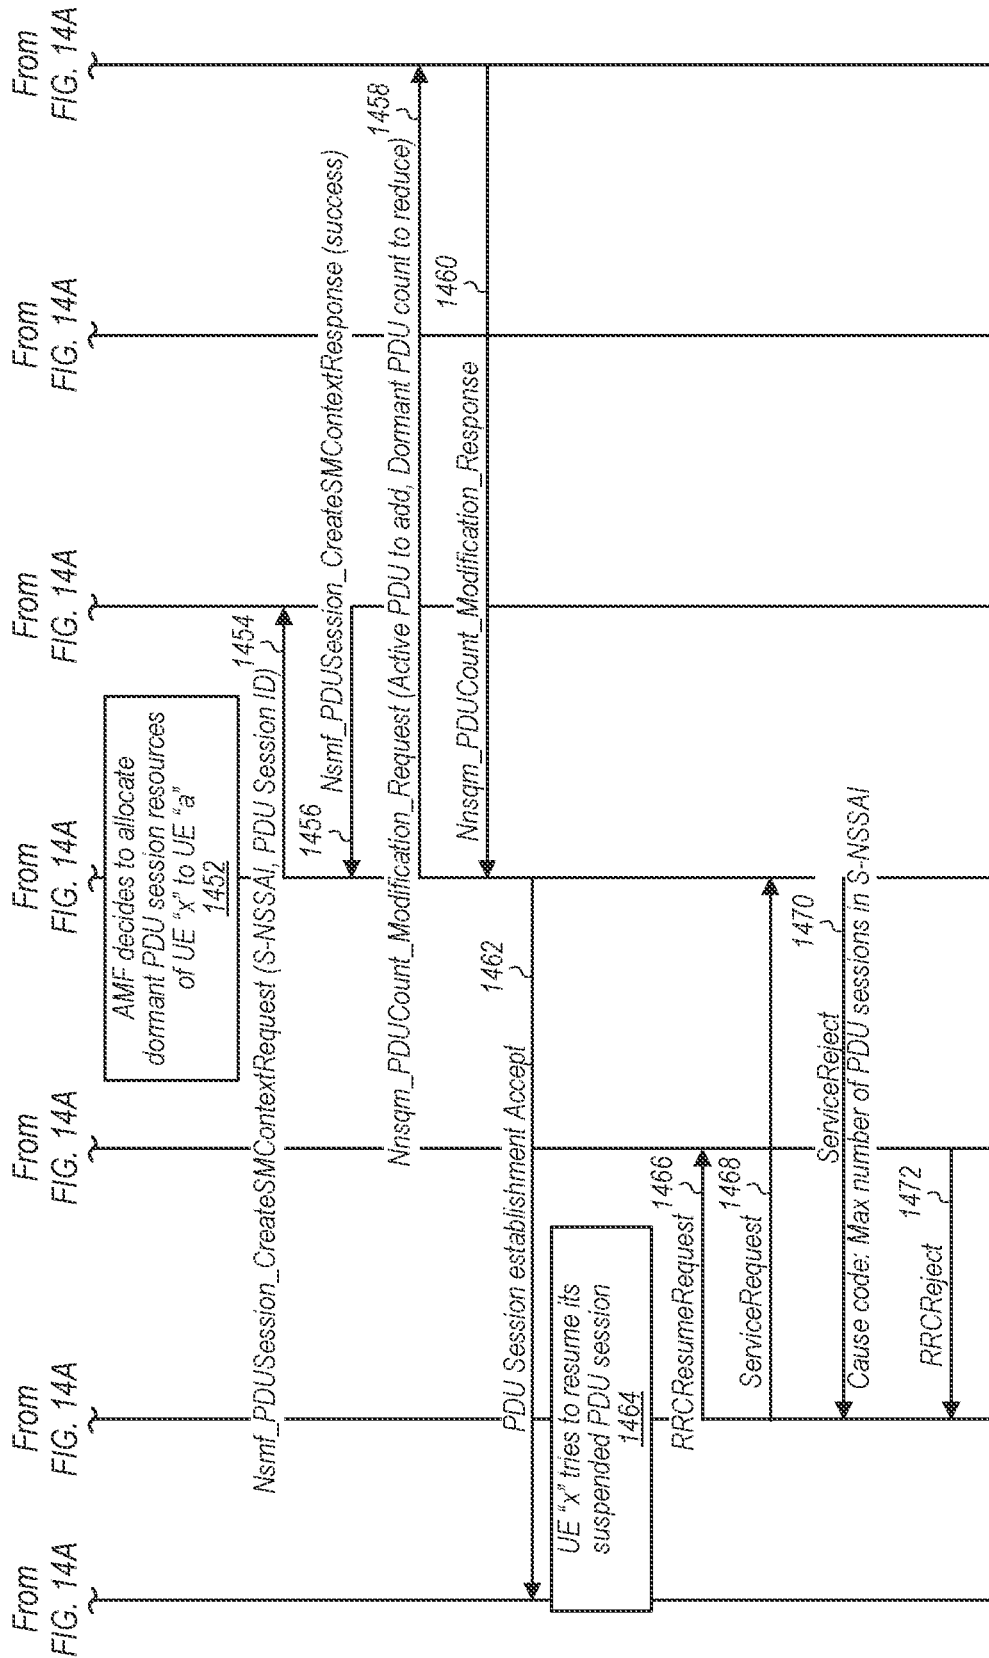 From
FIG. 14A
From
FIG. 14A
From
FIG. 14A
From
FIG. 14A
From
FIG. 14A
From
FIG. 14A
From
FIG. 14A
AMF decides to allocate
dormant PDU session resources
of UE "x" to UE "a"
1452
1454
Nsmf_PDUSession_CreateSMContextRequest (S-NSSAI, PDU Session ID)
1456
Nsmf_PDUSession_CreateSMContextResponse (success)
1458
Nnsqm_PDUCount_Modification_Request (Active PDU to add, Dormant PDU count to reduce)
1460
Nnsqm_PDUCount_Modification_Response
1462
PDU Session establishment Accept
UE "x" tries to resume its
suspended PDU session
1464
1466
RRCResumeRequest
1468
ServiceRequest
1470
ServiceReject
Cause code: Max number of PDU sessions in S-NSSAI
1472
RRCReject